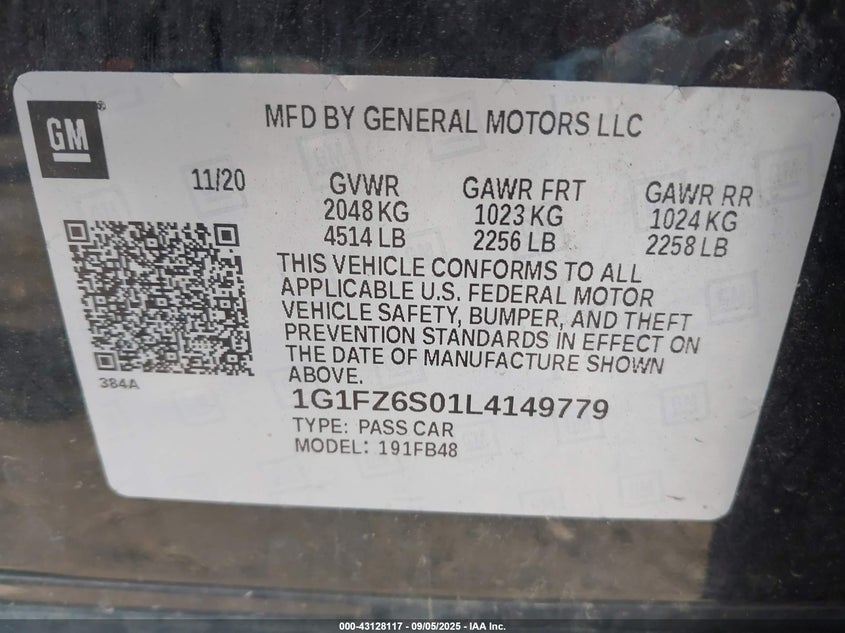 GM
MFD BY GENERAL MOTORS LLC
11/20
GVWR
2048 KG
4514 LB
GAWR FRT
1023 KG
2256 LB
GAWR RR
1024 KG
2258 LB
THIS VEHICLE CONFORMS TO ALL
APPLICABLE U.S. FEDERAL MOTOR
VEHICLE SAFETY, BUMPER, AND THEFT
PREVENTION STANDARDS IN EFFECT ON
THE DATE OF MANUFACTURE SHOWN
ABOVE.
384A
1G1FZ6S01L4149779
TYPE: PASS CAR
MODEL: 191FB48
000-43128117 - 09/05/2025 - IAA Inc.